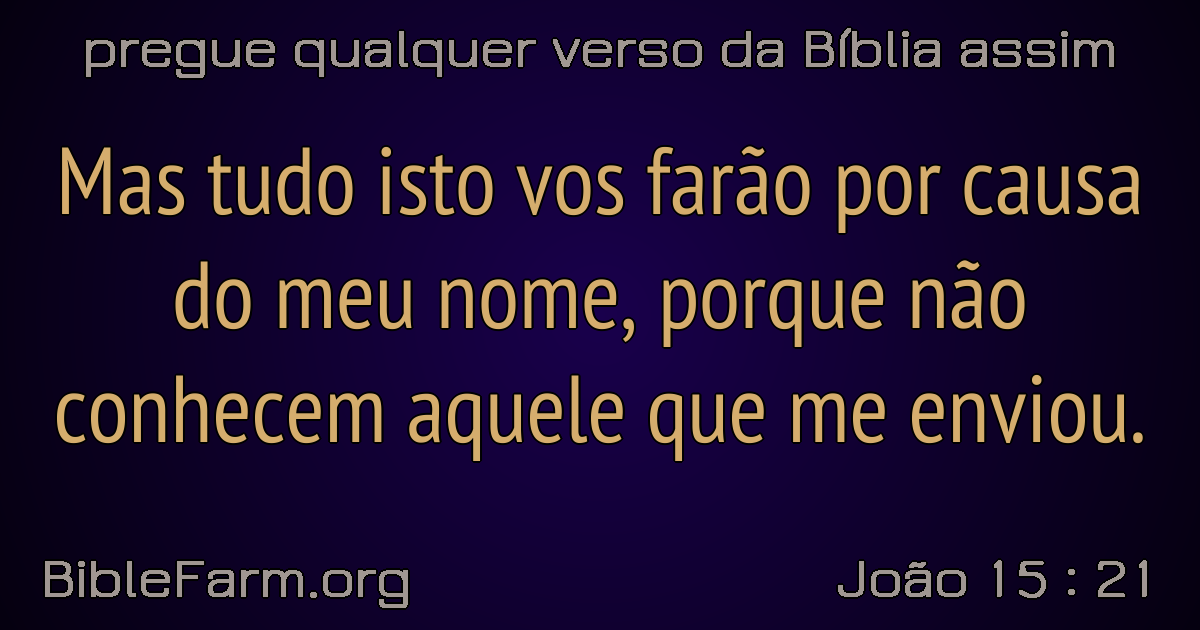 pregue qualquer verso da Bíblia assim
Mas tudo isto vos farão por causa
do meu nome, porque não
conhecem aquele que me enviou.
BibleFarm.org
João 15 : 21